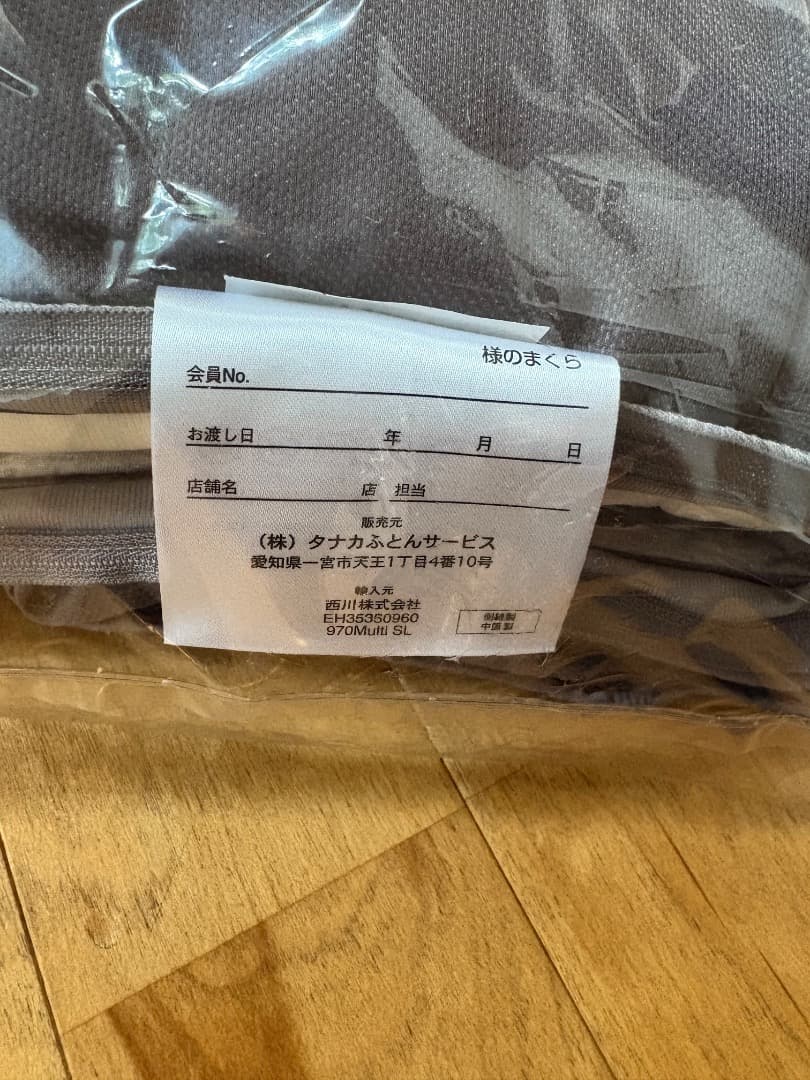 様のまくら
会員No.
お渡し日 年 月 日
店舗名 店 担当
販売元
(株) タナカふとんサービス
愛知県一宮市天王1丁目4番10号
輸入元
西川株式会社
EH35350960
970Multi SL
側縫製
中国製